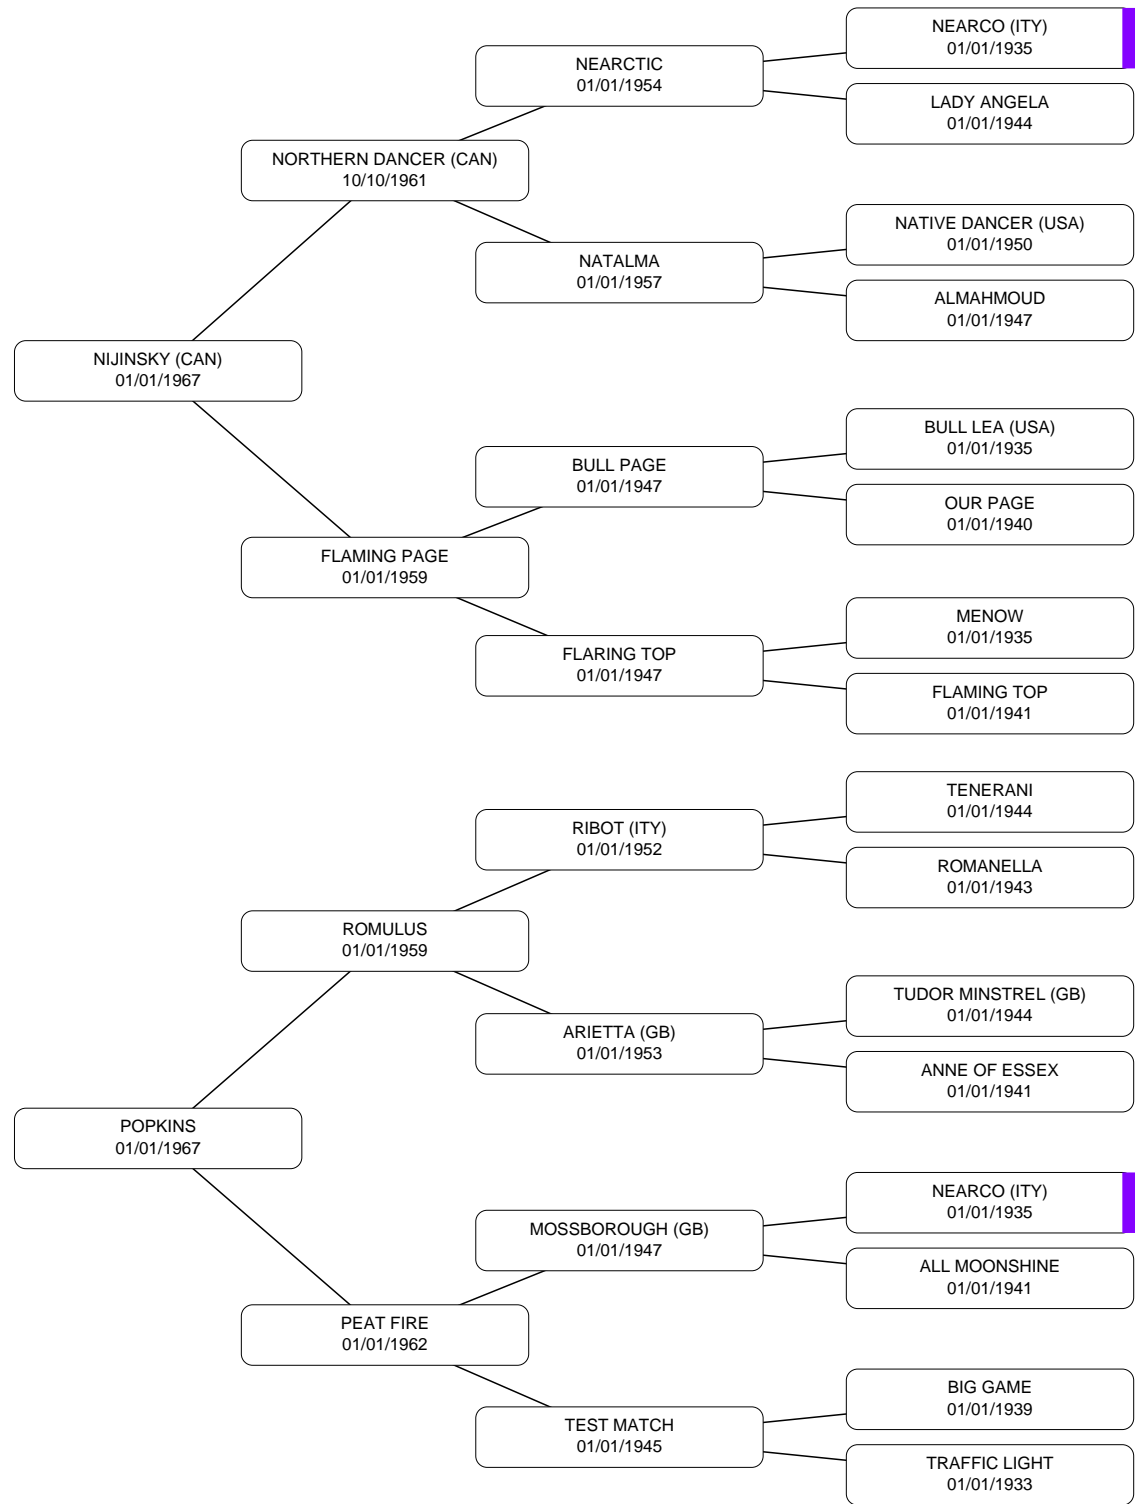 NEARCO (ITY)
01/01/1935
NEARCTIC
01/01/1954
LADY ANGELA
01/01/1944
NORTHERN DANCER (CAN)
10/10/1961
NATIVE DANCER (USA)
01/01/1950
NATALMA
01/01/1957
ALMAHMOUD
01/01/1947
NIJINSKY (CAN)
01/01/1967
BULL LEA (USA)
01/01/1935
BULL PAGE
01/01/1947
OUR PAGE
01/01/1940
FLAMING PAGE
01/01/1959
MENOW
01/01/1935
FLARING TOP
01/01/1947
FLAMING TOP
01/01/1941
TENERANI
01/01/1944
RIBOT (ITY)
01/01/1952
ROMANELLA
01/01/1943
ROMULUS
01/01/1959
TUDOR MINSTREL (GB)
01/01/1944
ARIETTA (GB)
01/01/1953
ANNE OF ESSEX
01/01/1941
POPKINS
01/01/1967
NEARCO (ITY)
01/01/1935
MOSSBOROUGH (GB)
01/01/1947
ALL MOONSHINE
01/01/1941
PEAT FIRE
01/01/1962
BIG GAME
01/01/1939
TEST MATCH
01/01/1945
TRAFFIC LIGHT
01/01/1933